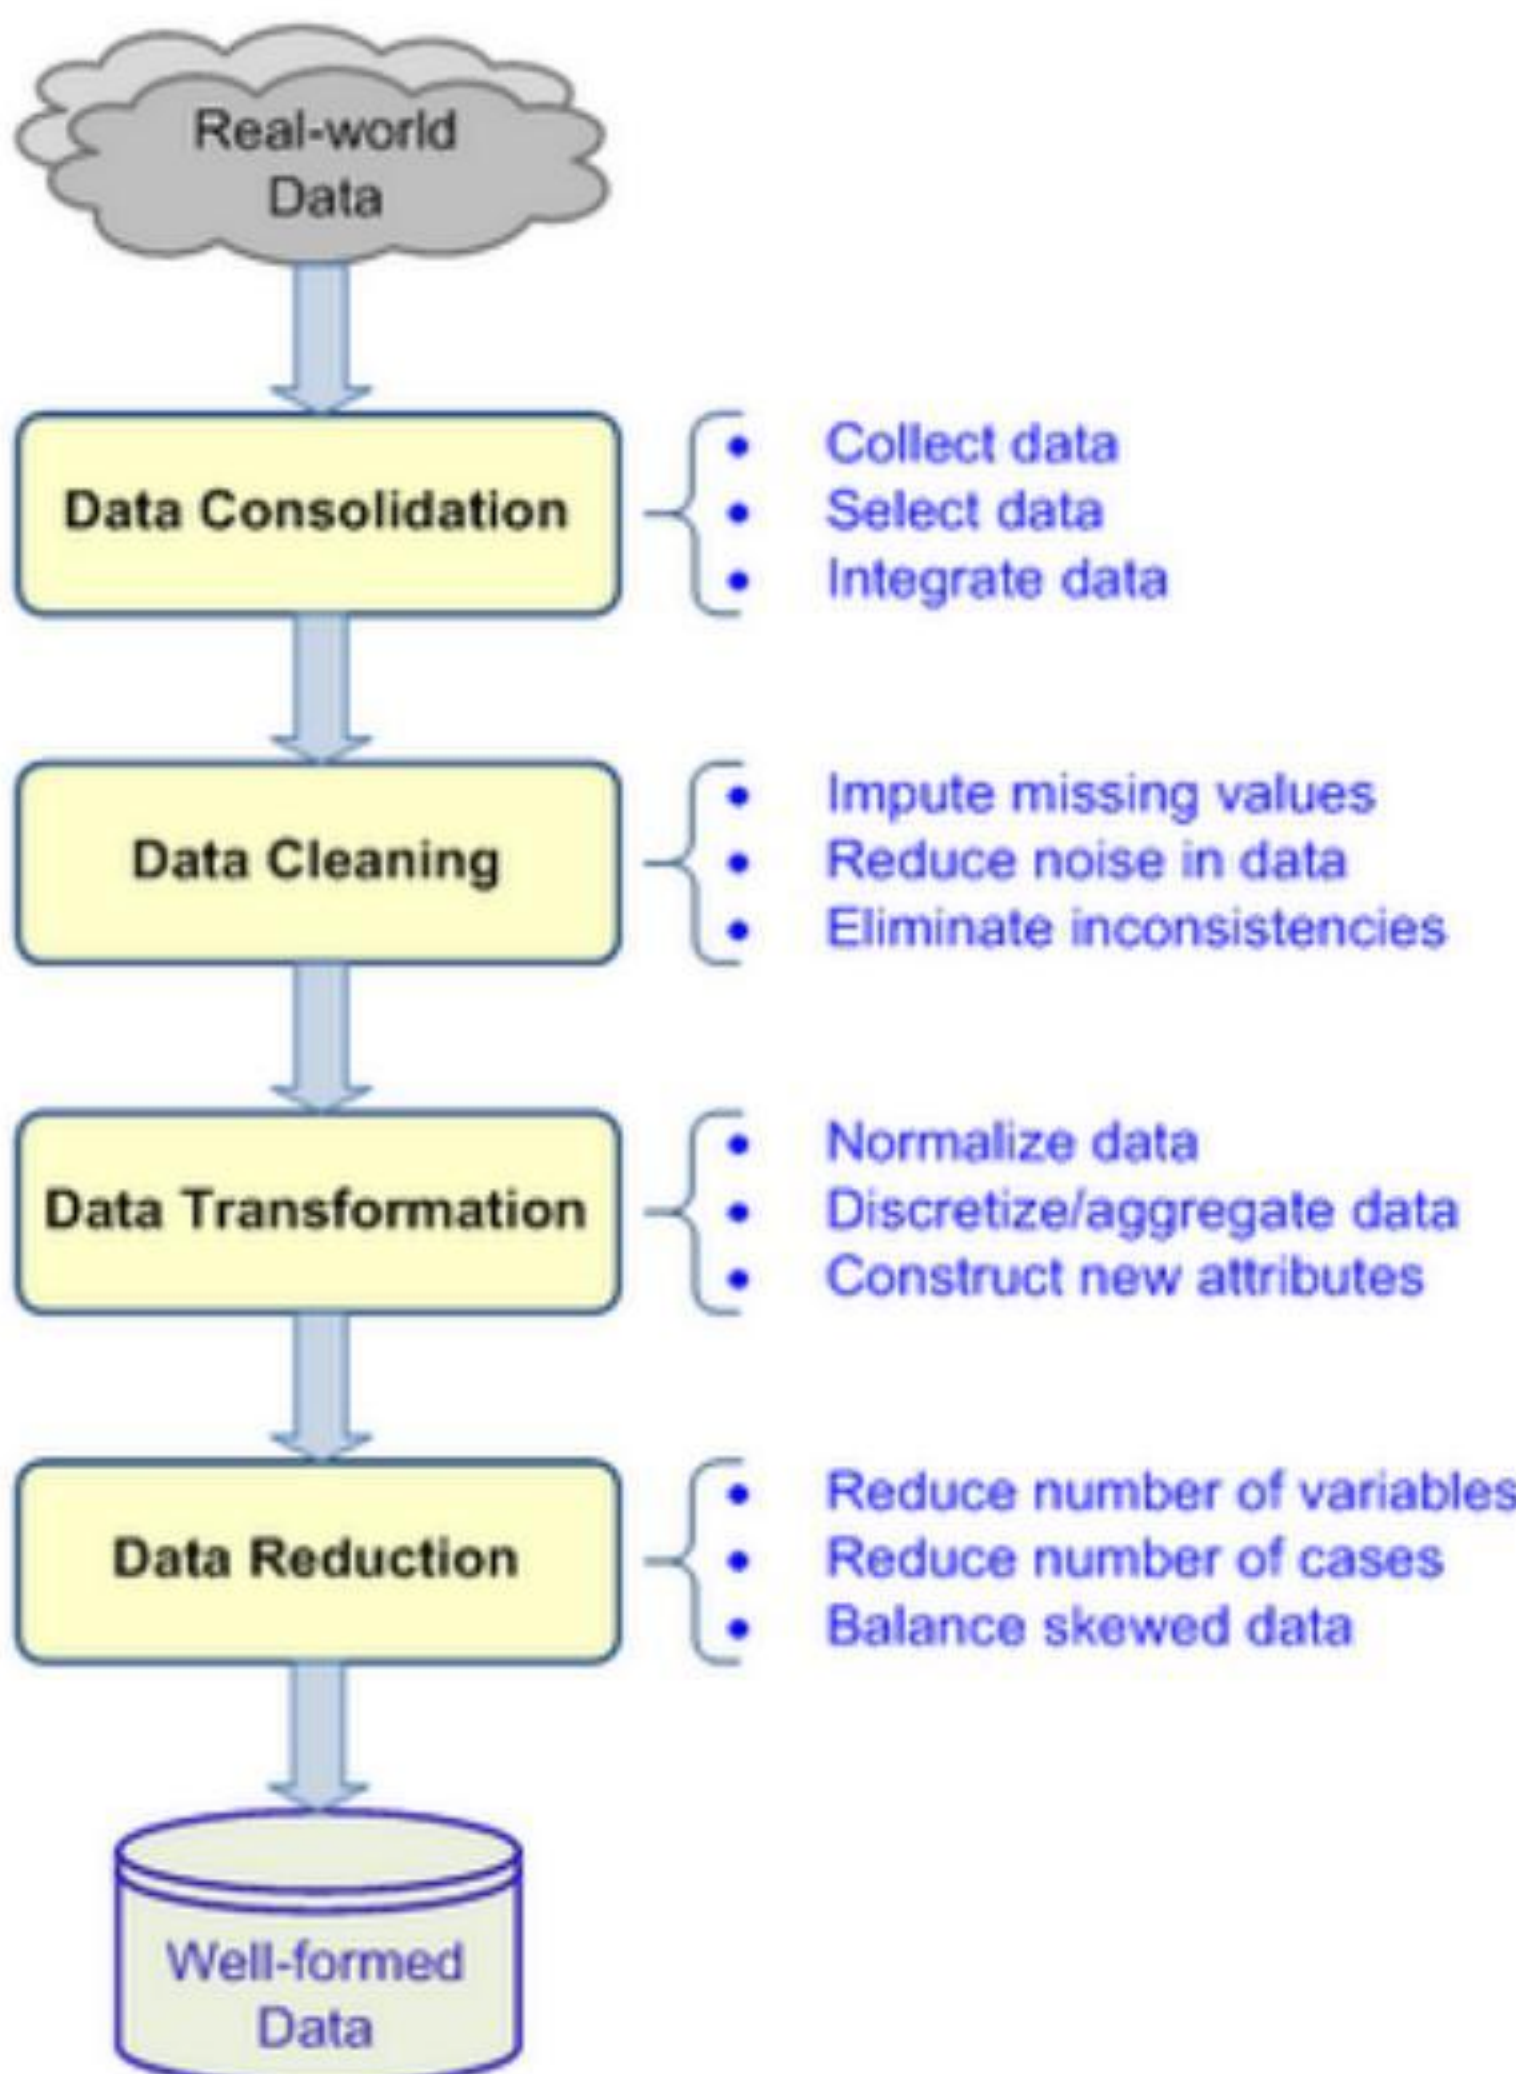 Real-world
Data
Data Consolidation
• Collect data
• Select data
• Integrate data
Data Cleaning
• Impute missing values
• Reduce noise in data
• Eliminate inconsistencies
Data Transformation
• Normalize data
• Discretize/aggregate data
• Construct new attributes
Data Reduction
• Reduce number of variables
• Reduce number of cases
• Balance skewed data
Well-formed
Data